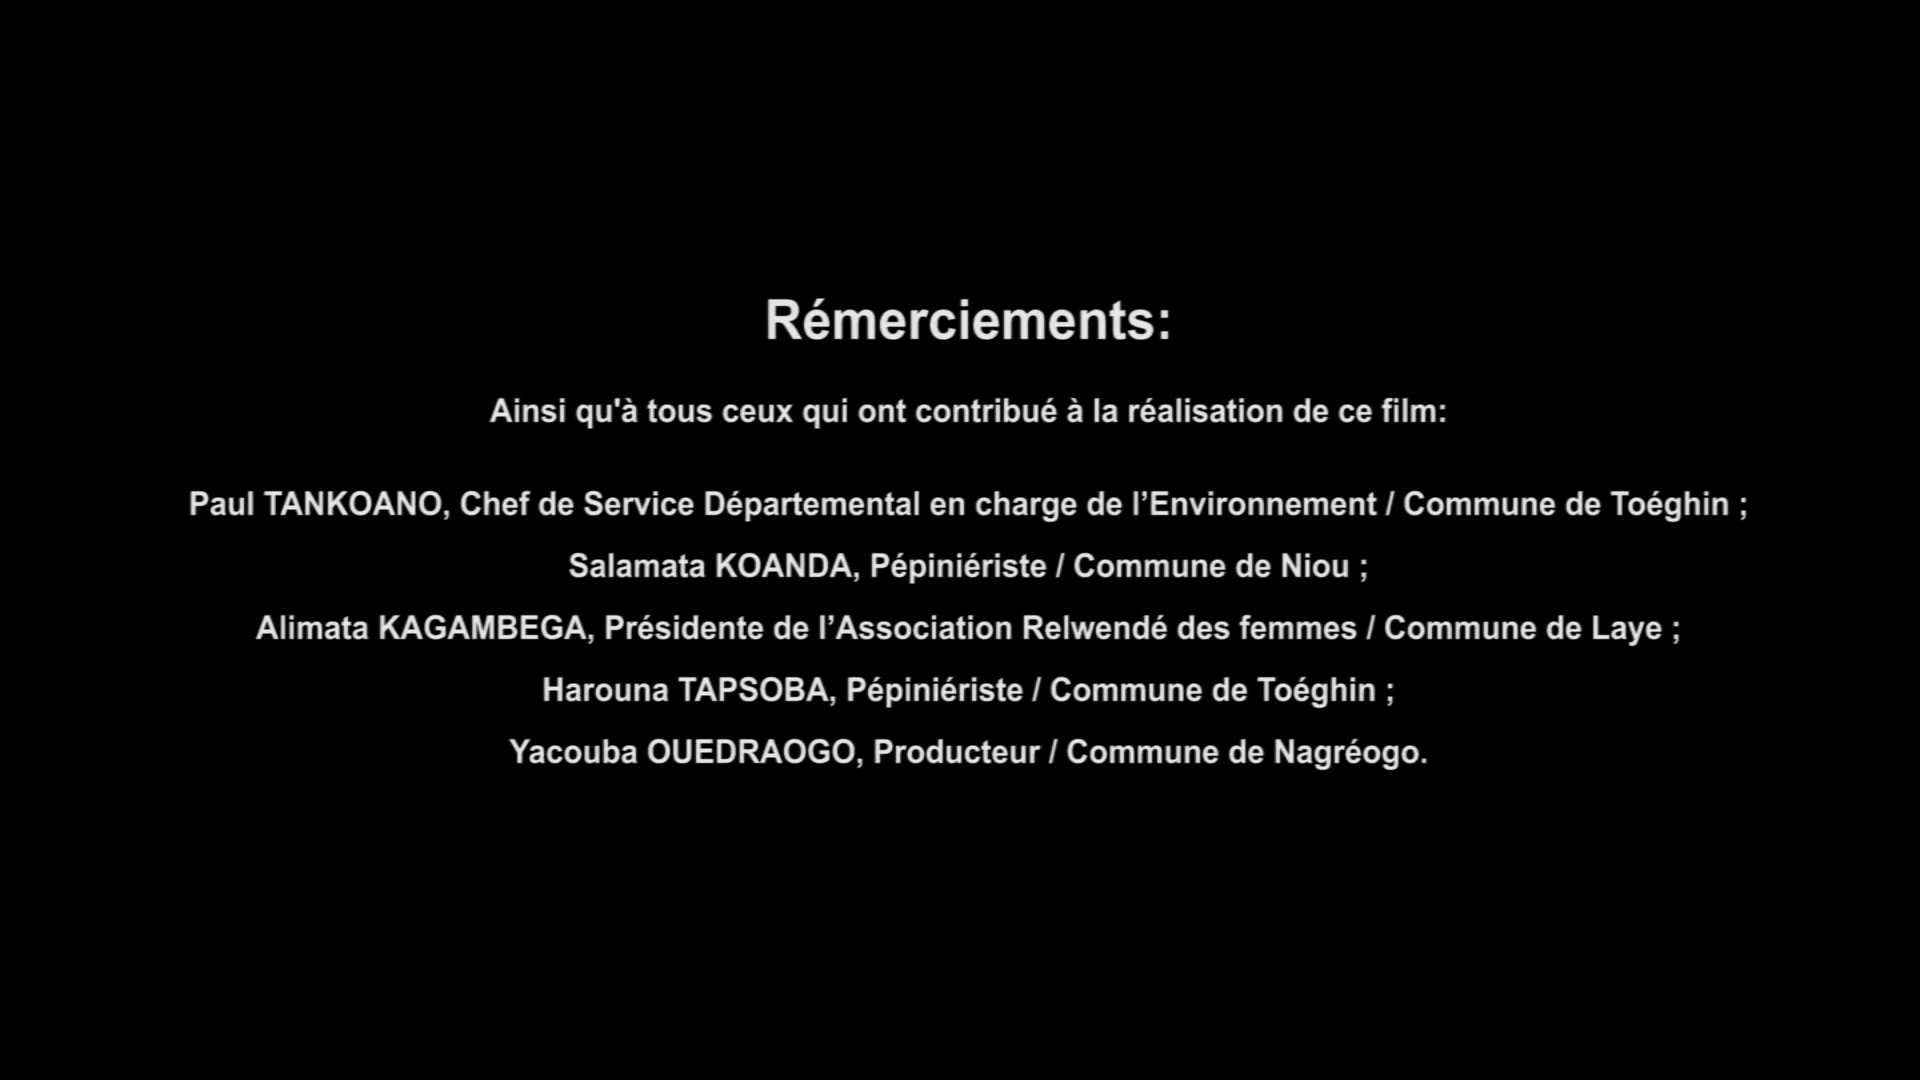 Rémerciements:
Ainsi qu'à tous ceux qui ont contribué à la réalisation de ce film:
Paul TANKOANO, Chef de Service Départemental en charge de l’Environnement / Commune de Toéghin ;
Salamata KOANDA, Pépiniériste / Commune de Niou ;
Alimata KAGAMBEGA, Présidente de l’Association Relwendé des femmes / Commune de Laye ;
Harouna TAPSOBA, Pépiniériste / Commune de Toéghin ;
Yacouba OUEDRAOGO, Producteur / Commune de Nagréogo.